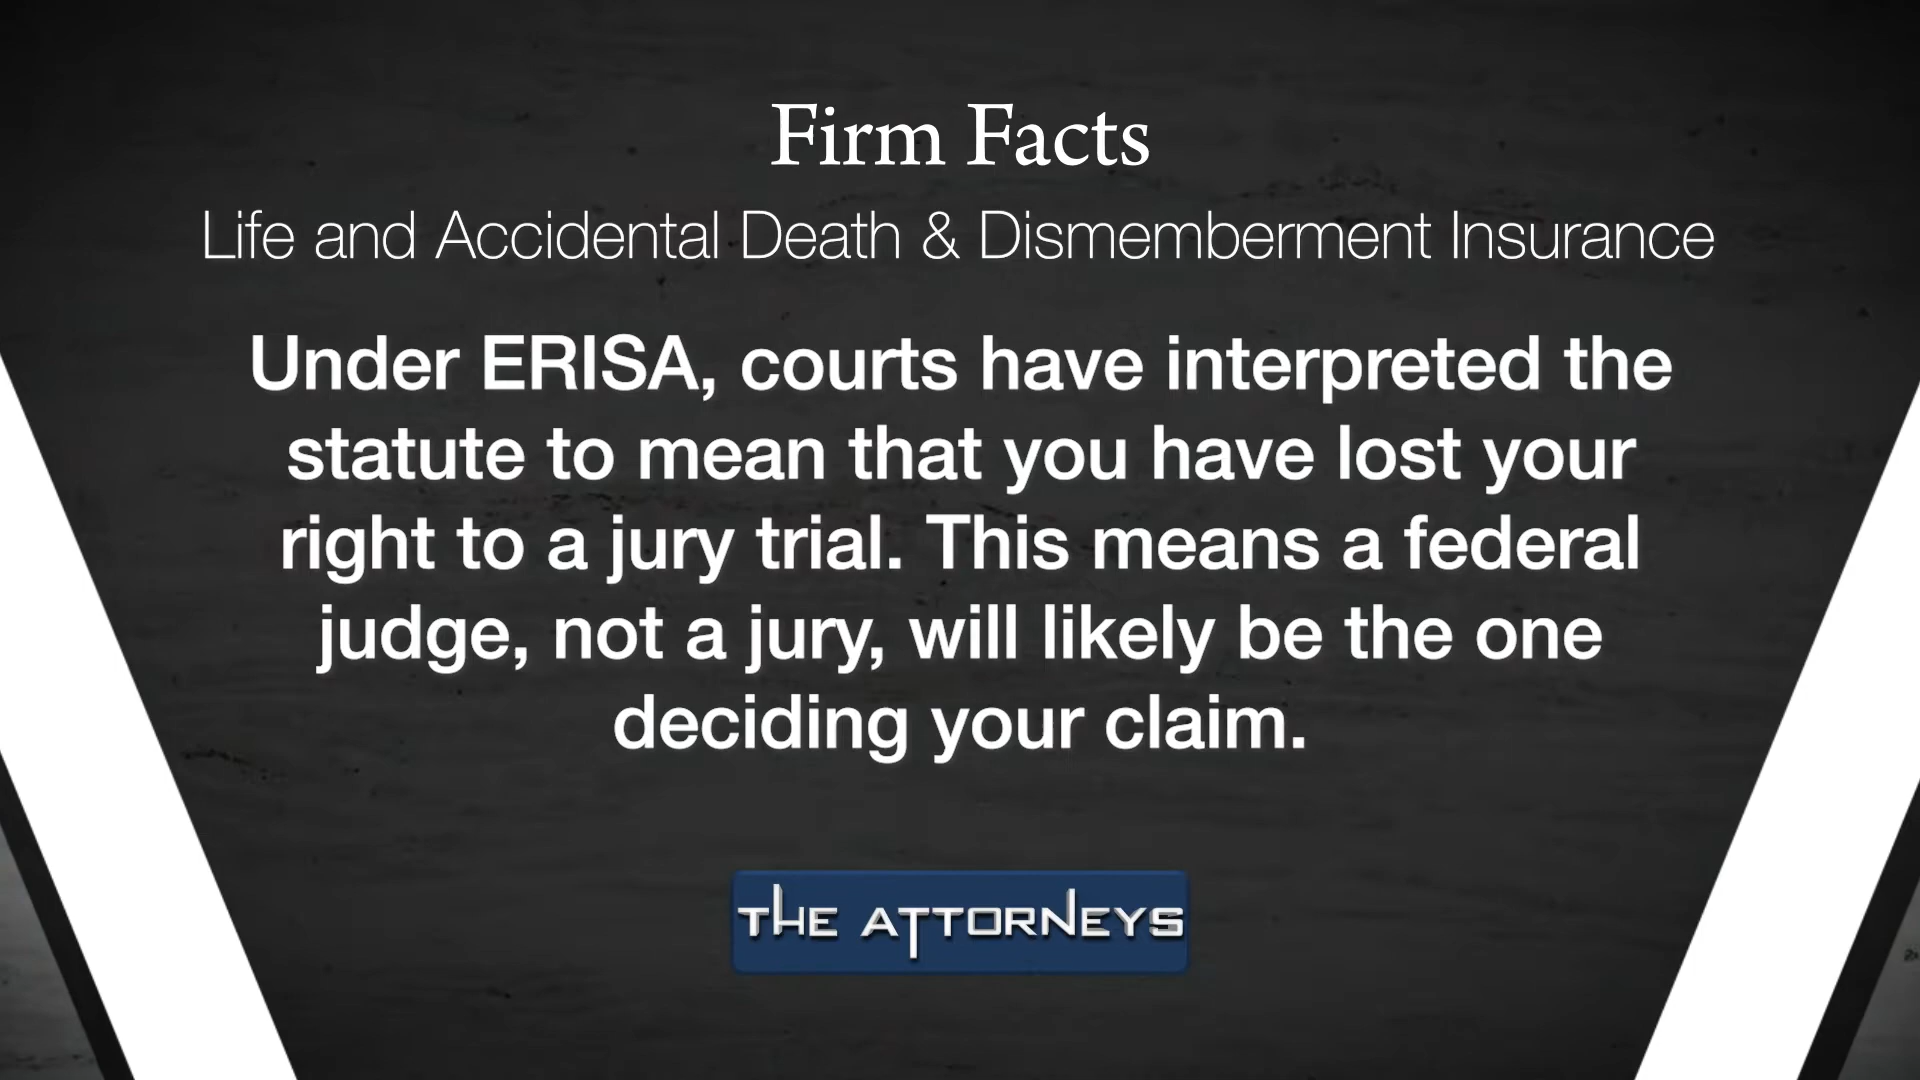 Firm Facts
Life and Accidental Death & Dismemberment Insurance
Under ERISA, courts have interpreted the
statute to mean that you have lost your
right to a jury trial. This means a federal
judge, not a jury, will likely be the one
deciding your claim.
THE ATTORNEYS